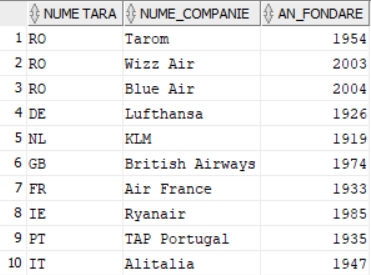 NUME TARA NUME_COMPANIE AN_FONDARE
1 RO Tarom 1954
2 RO Wizz Air 2003
3 RO Blue Air 2004
4 DE Lufthansa 1926
5 NL KLM 1919
6 GB British Airways 1974
7 FR Air France 1933
8 IE Ryanair 1985
9 PT TAP Portugal 1935
10 IT Alitalia 1947